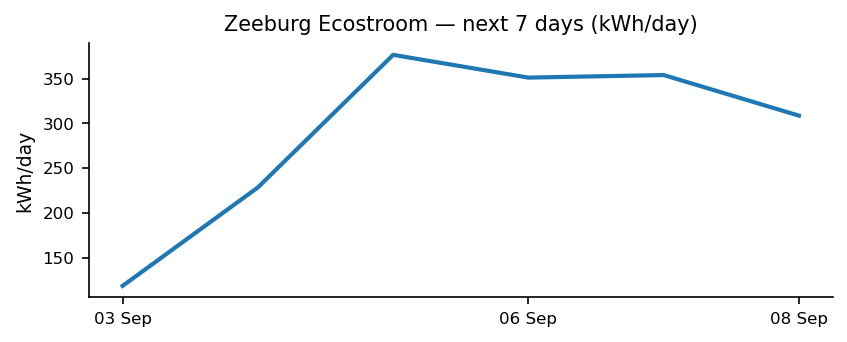 Zeeburg Ecostroom — next 7 days (kWh/day)
kWh/day
350
300
250
200
150
03 Sep
06 Sep
08 Sep